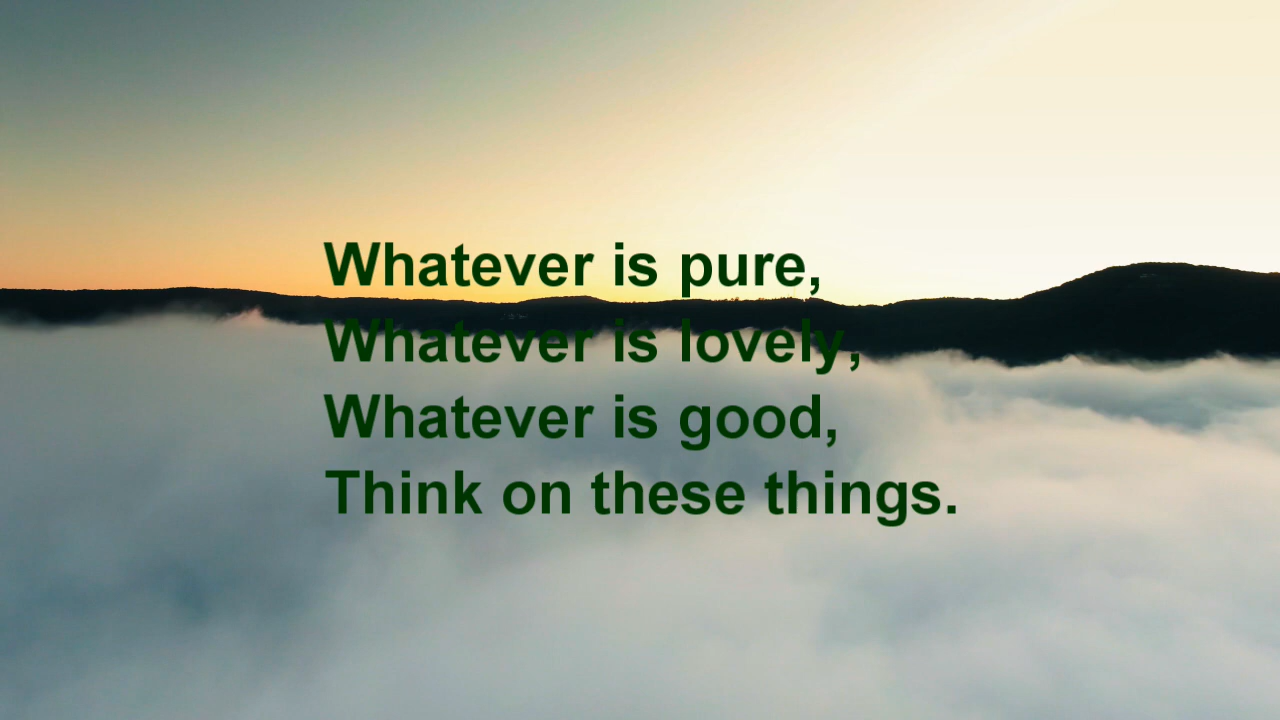 Whatever is pure,
Whatever is lovely,
Whatever is good,
Think on these things.